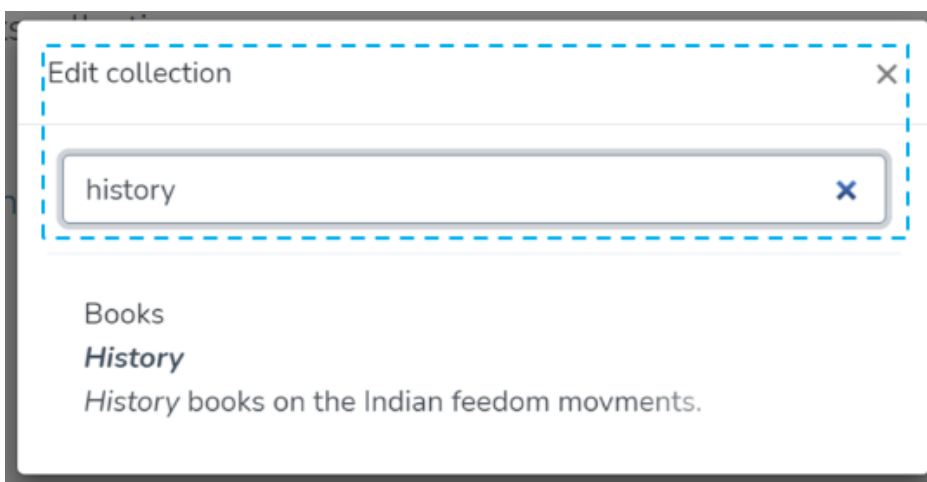 Edit collection
history
Books
History
History books on the Indian feedom movments.